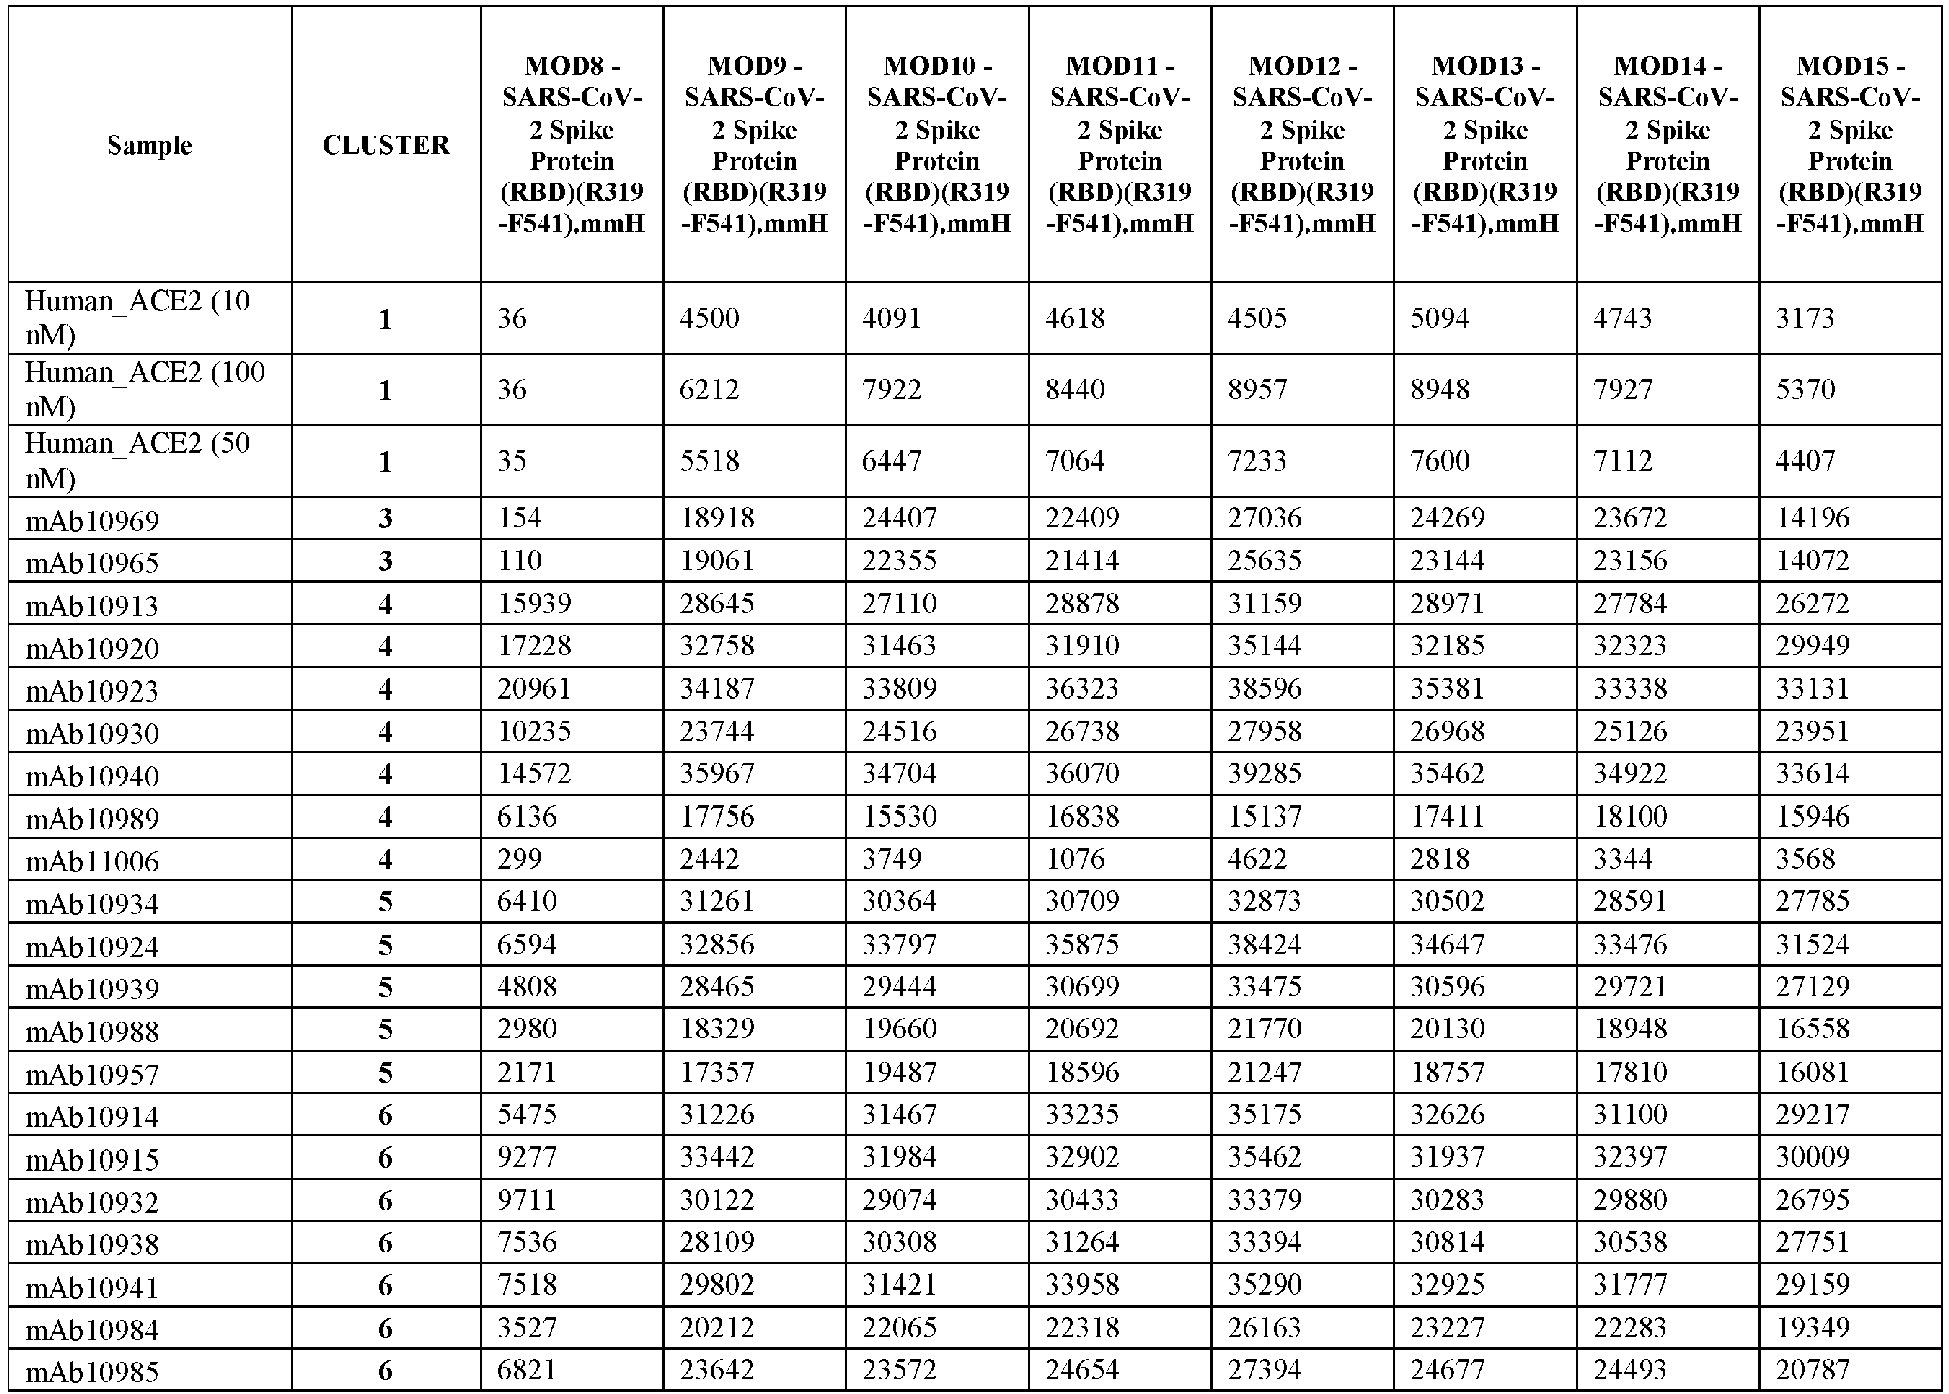 Sample
CLUSTER
MOD8 -
SARS-CoV-
2 Spike
Protein
(RBD)(R319
-F541).mmH
MOD9 -
SARS-CoV-
2 Spike
Protein
(RBD)(R319
-F541).mmH
MOD10 -
SARS-CoV-
2 Spike
Protein
(RBD)(R319
-F541).mmH
MOD11 -
SARS-CoV-
2 Spike
Protein
(RBD)(R319
-F541).mmH
MOD12 -
SARS-CoV-
2 Spike
Protein
(RBD)(R319
-F541).mmH
MOD13 -
SARS-CoV-
2 Spike
Protein
(RBD)(R319
-F541).mmH
MOD14 -
SARS-CoV-
2 Spike
Protein
(RBD)(R319
-F541).mmH
MOD15 -
SARS-CoV-
2 Spike
Protein
(RBD)(R319
-F541).mmH
Human_ACE2 (10
nM)
1 36 4500 4091 4618 4505 5094 4743 3173
Human_ACE2 (100
nM)
1 36 6212 7922 8440 8957 8948 7927 5370
Human_ACE2 (50
nM)
1 35 5518 6447 7064 7233 7600 7112 4407
mAb10969 3 154 18918 24407 22409 27036 24269 23672 14196
mAb10965 3 110 19061 22355 21414 25635 23144 23156 14072
mAb10913 4 15939 28645 27110 28878 31159 28971 27784 26272
mAb10920 4 17228 32758 31463 31910 35144 32185 32323 29949
mAb10923 4 20961 34187 33809 36323 38596 35381 33338 33131
mAb10930 4 10235 23744 24516 26738 27958 26968 25126 23951
mAb10940 4 14572 35967 34704 36070 39285 35462 34922 33614
mAb10989 4 6136 17756 15530 16838 15137 17411 18100 15946
mAb11006 4 299 2442 3749 1076 4622 2818 3344 3568
mAb10934 5 6410 31261 30364 30709 32873 30502 28591 27785
mAb10924 5 6594 32856 33797 35875 38424 34647 33476 31524
mAb10939 5 4808 28465 29444 30699 33475 30596 29721 27129
mAb10988 5 2980 18329 19660 20692 21770 20130 18948 16558
mAb10957 5 2171 17357 19487 18596 21247 18757 17810 16081
mAb10914 6 5475 31226 31467 33235 35175 32626 31100 29217
mAb10915 6 9277 33442 31984 32902 35462 31937 32397 30009
mAb10932 6 9711 30122 29074 30433 33379 30283 29880 26795
mAb10938 6 7536 28109 30308 31264 33394 30814 30538 27751
mAb10941 6 7518 29802 31421 33958 35290 32925 31777 29159
mAb10984 6 3527 20212 22065 22318 26163 23227 22283 19349
mAb10985 6 6821 23642 23572 24654 27394 24677 24493 20787